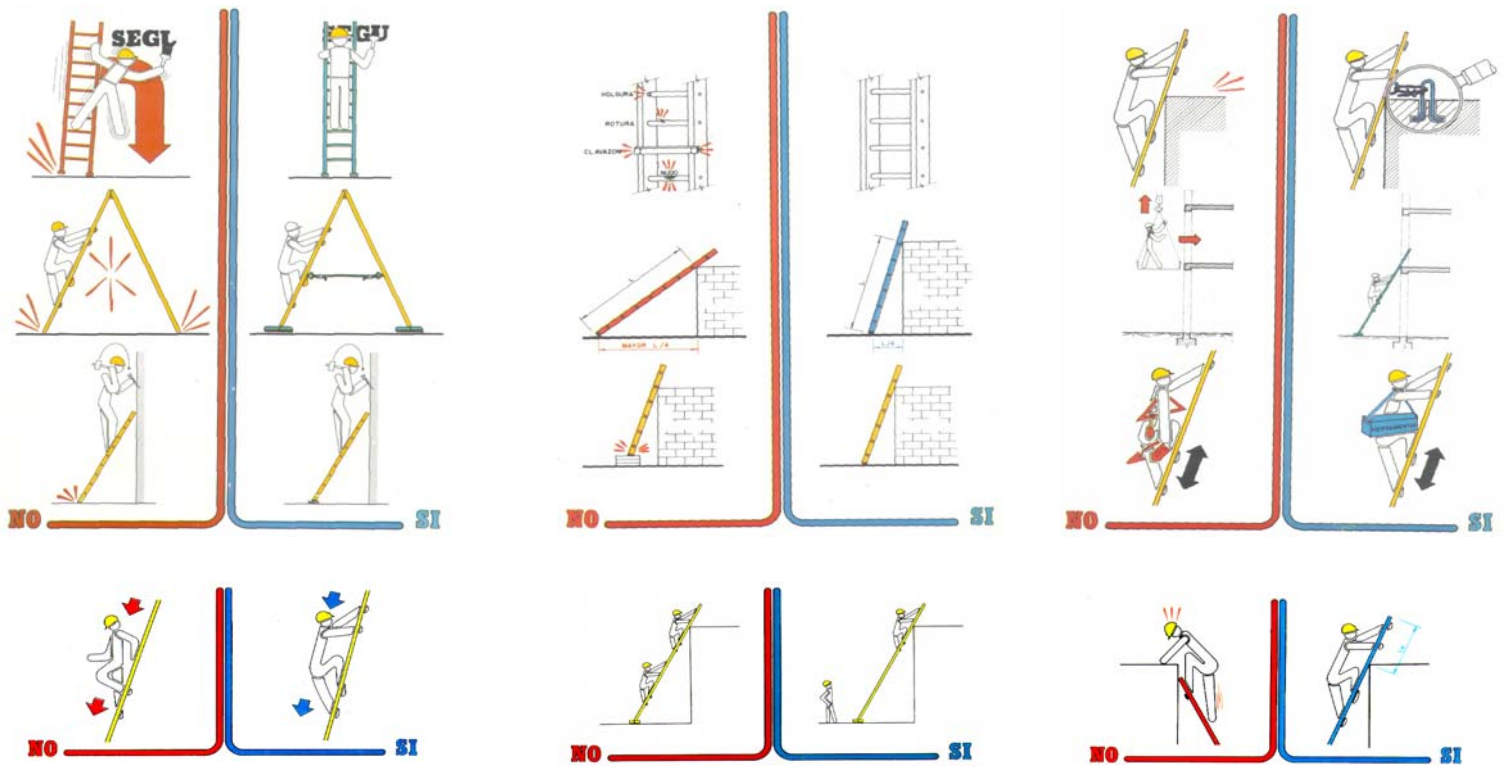 SEGU
SEGU
NO
SI
HOLGURA
ROTURA
CLAVAZON
NUDO
L
L
MAYOR L/4
L/4
NO
SI
HERRAMIENTAS
NO
SI
NO
SI
NO
SI
NO
SI